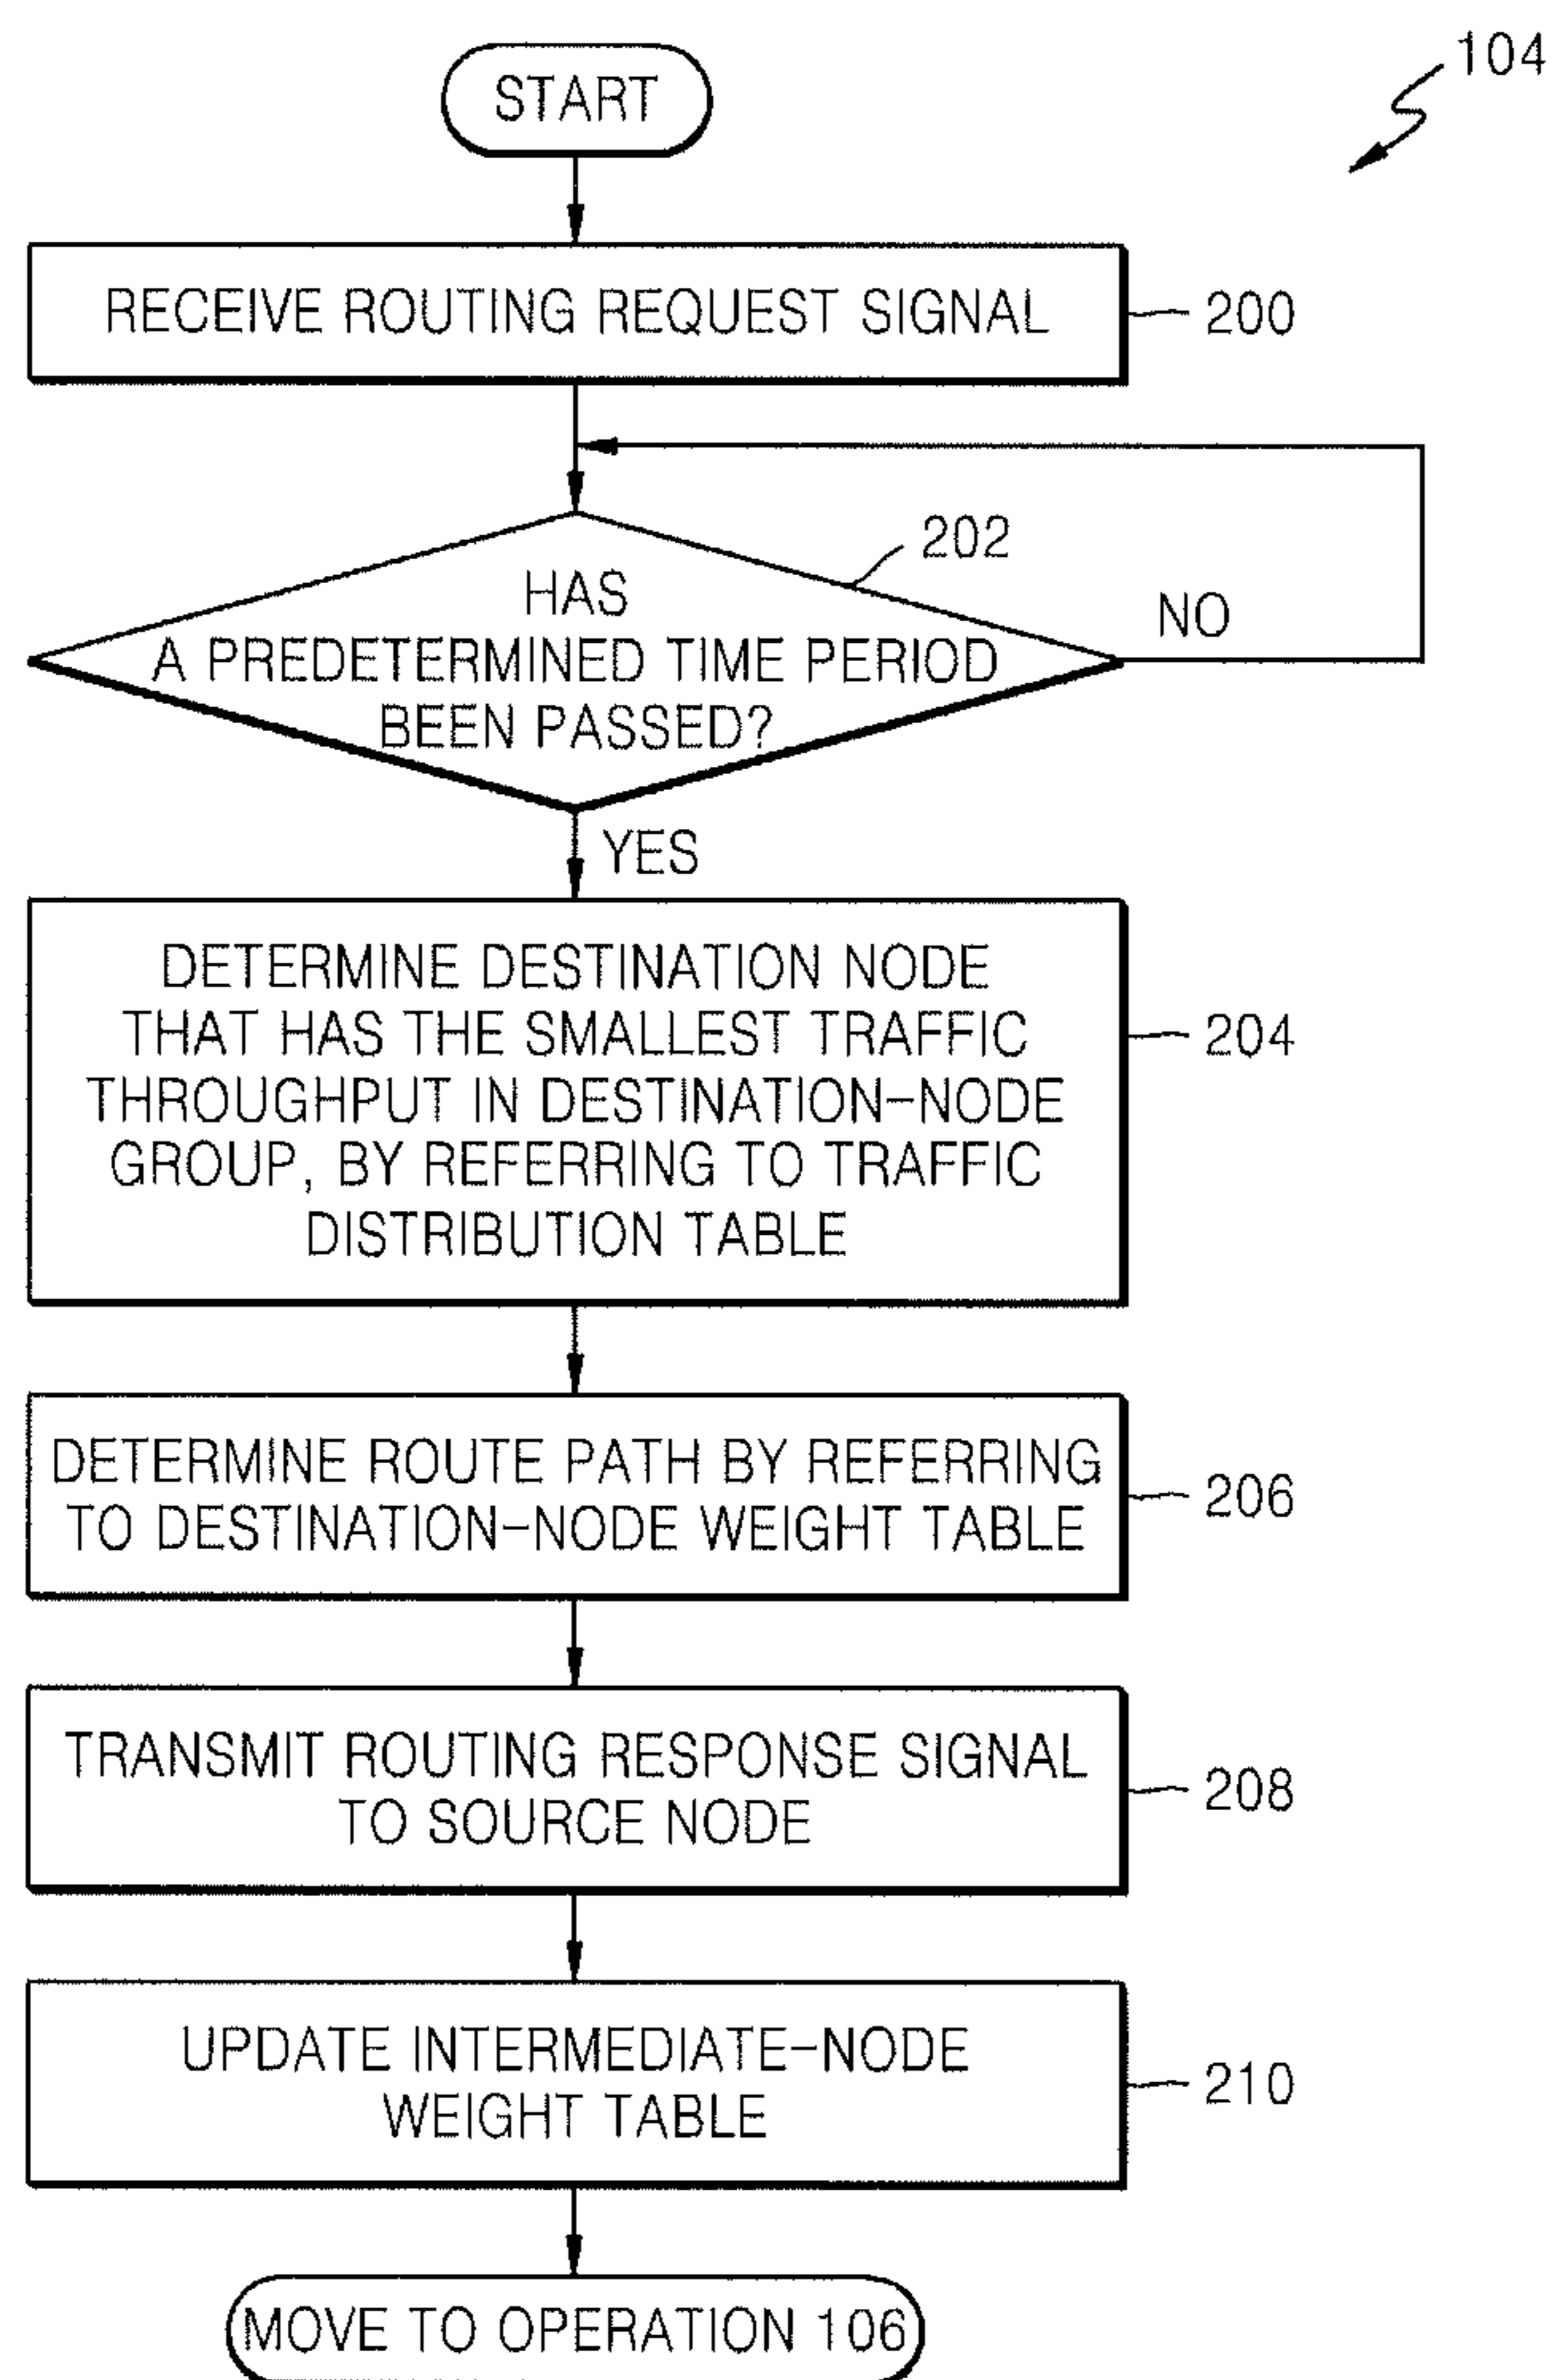 104
START
RECEIVE ROUTING REQUEST SIGNAL
200
202
HAS
A PREDETERMINED TIME PERIOD
BEEN PASSED?
NO
YES
DETERMINE DESTINATION NODE
THAT HAS THE SMALLEST TRAFFIC
THROUGHPUT IN DESTINATION-NODE
GROUP, BY REFERRING TO TRAFFIC
DISTRIBUTION TABLE
204
DETERMINE ROUTE PATH BY REFERRING
TO DESTINATION-NODE WEIGHT TABLE
206
TRANSMIT ROUTING RESPONSE SIGNAL
TO SOURCE NODE
208
UPDATE INTERMEDIATE-NODE
WEIGHT TABLE
210
MOVE TO OPERATION 106